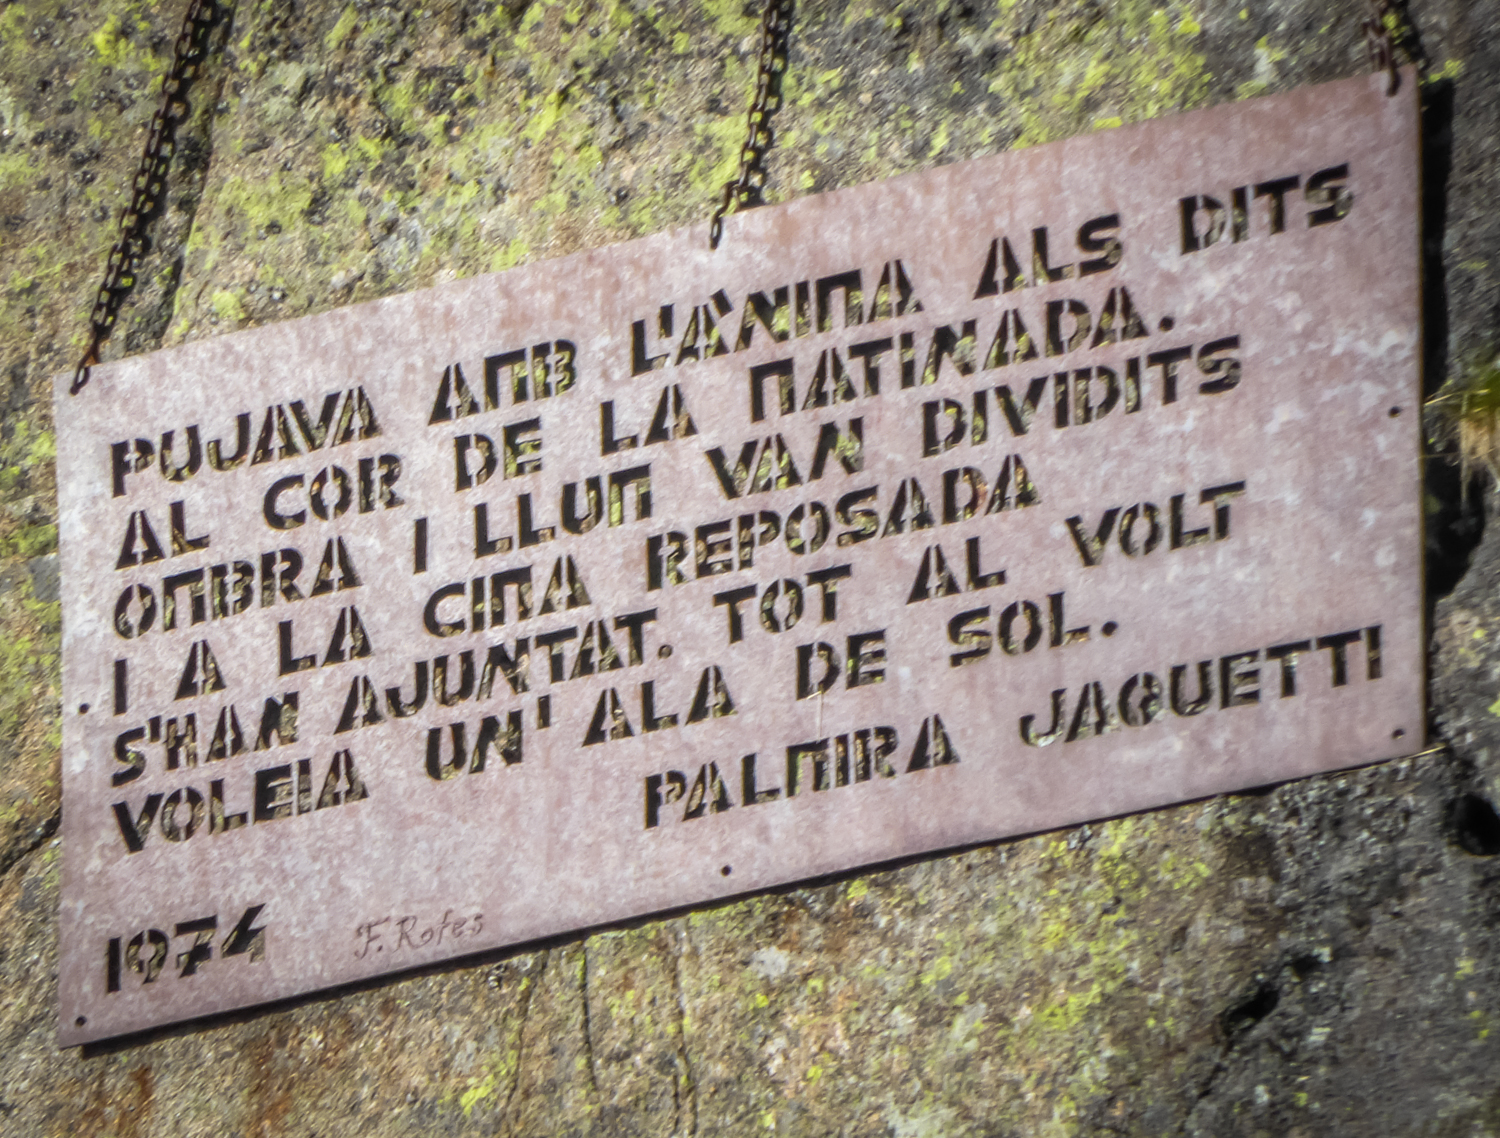 PUJAVA AMB L'ÀNIMA ALS DITS
AL COR DE LA MATINADA.
OMBRA I LLUM VAN DIVIDITS
I A LA CIMA REPOSADA
S'HAN AJUNTAT. TOT AL VOLT
VOLEIA UN' ALA DE SOL.
PALMIRA JAQUETTI
1974 F. Rofes